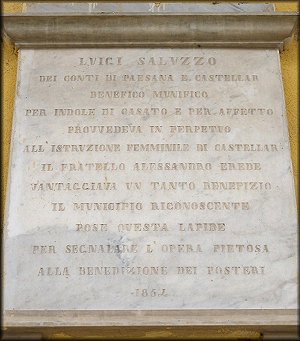 LUIGI SALUZZO
DEI CONTI DI PAESANA E CASTELLAR
BENEFICO MUNIFICO
PER INDOLE DI CASATO E PER AFFETTO
PROVVEDEVA IN PERPETUO
ALL'ISTRUZIONE FEMMINILE DI CASTELLAR
IL FRATELLO ALESSANDRO EREDE
VANTAGGIAVA UN TANTO BENEFIZIO
IL MUNICIPIO RICONOSCENTE
POSE QUESTA LAPIDE
PER SEGNALARE L'OPERA PIETOSA
ALLA BENEDIZIONE DEI POSTERI